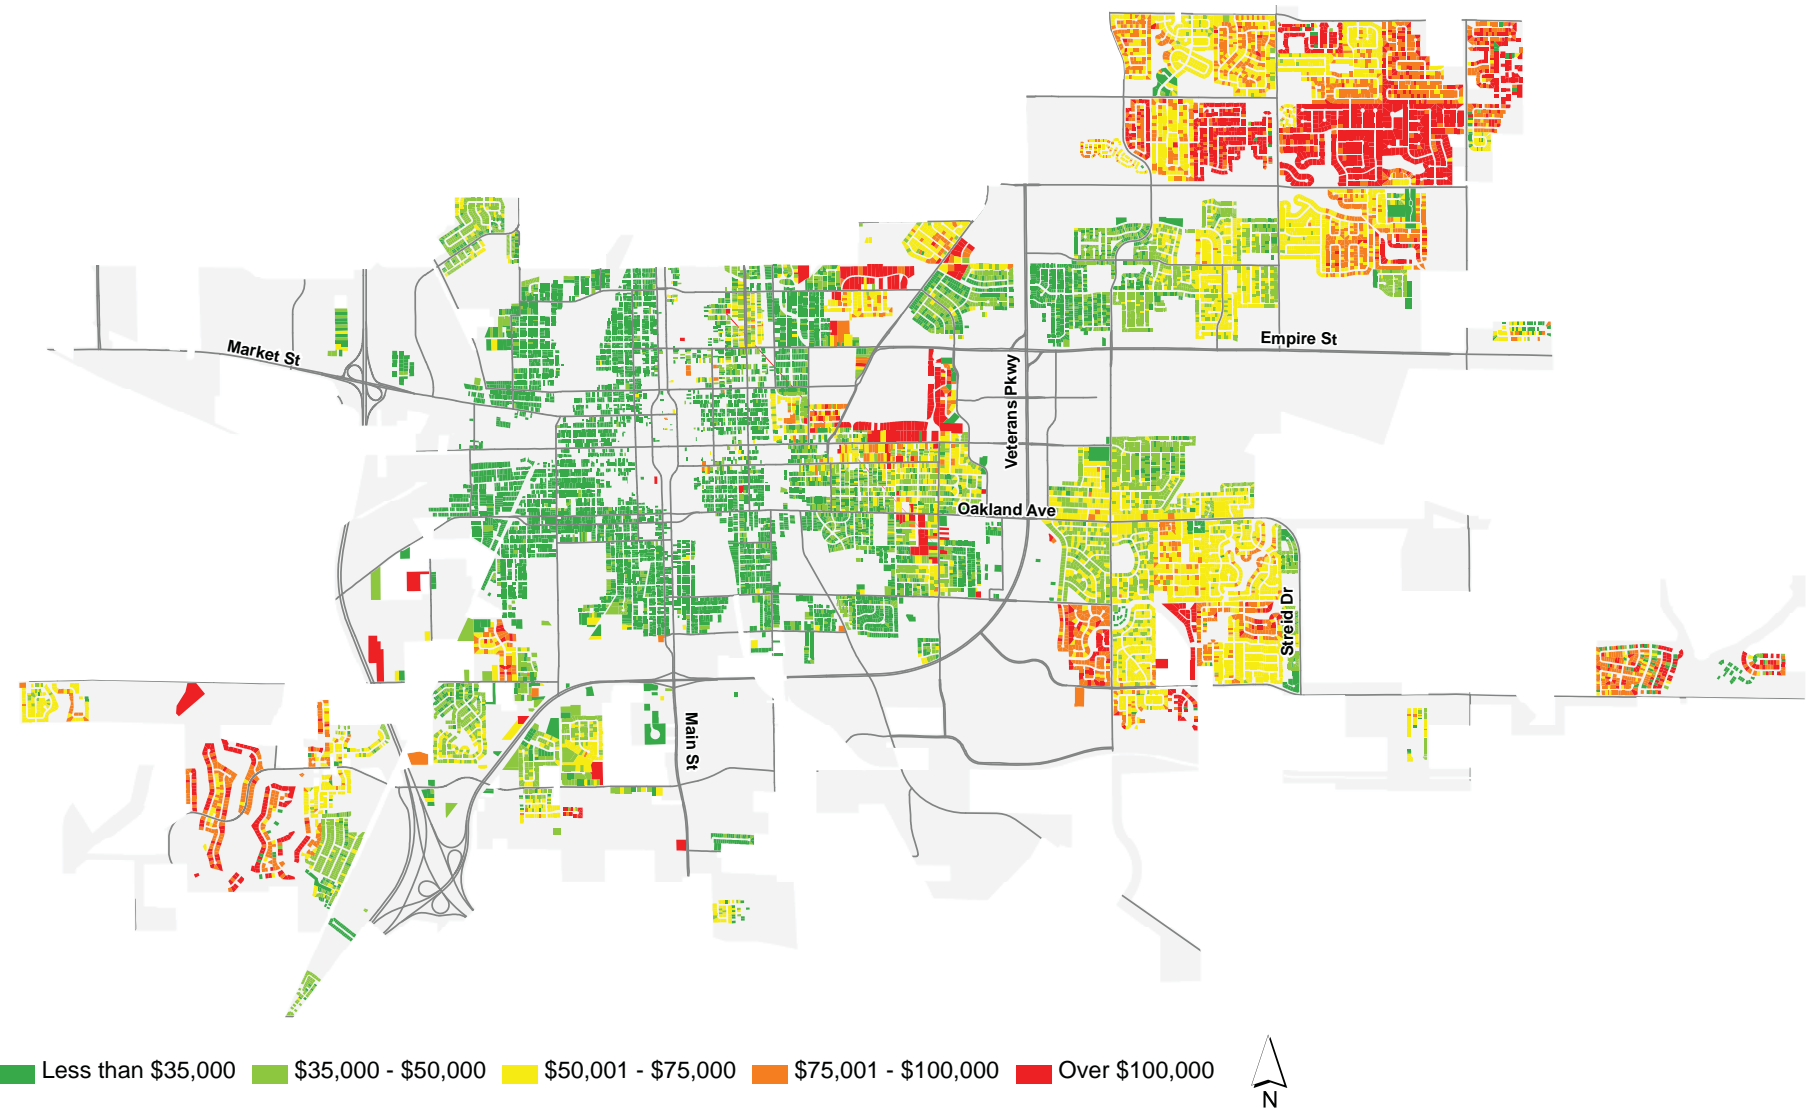 Market St
Empire St
Veterans Pkwy
Oakland Ave
Streid Dr
Main St
Less than $35,000
$35,000 - $50,000
$50,001 - $75,000
$75,001 - $100,000
Over $100,000
N